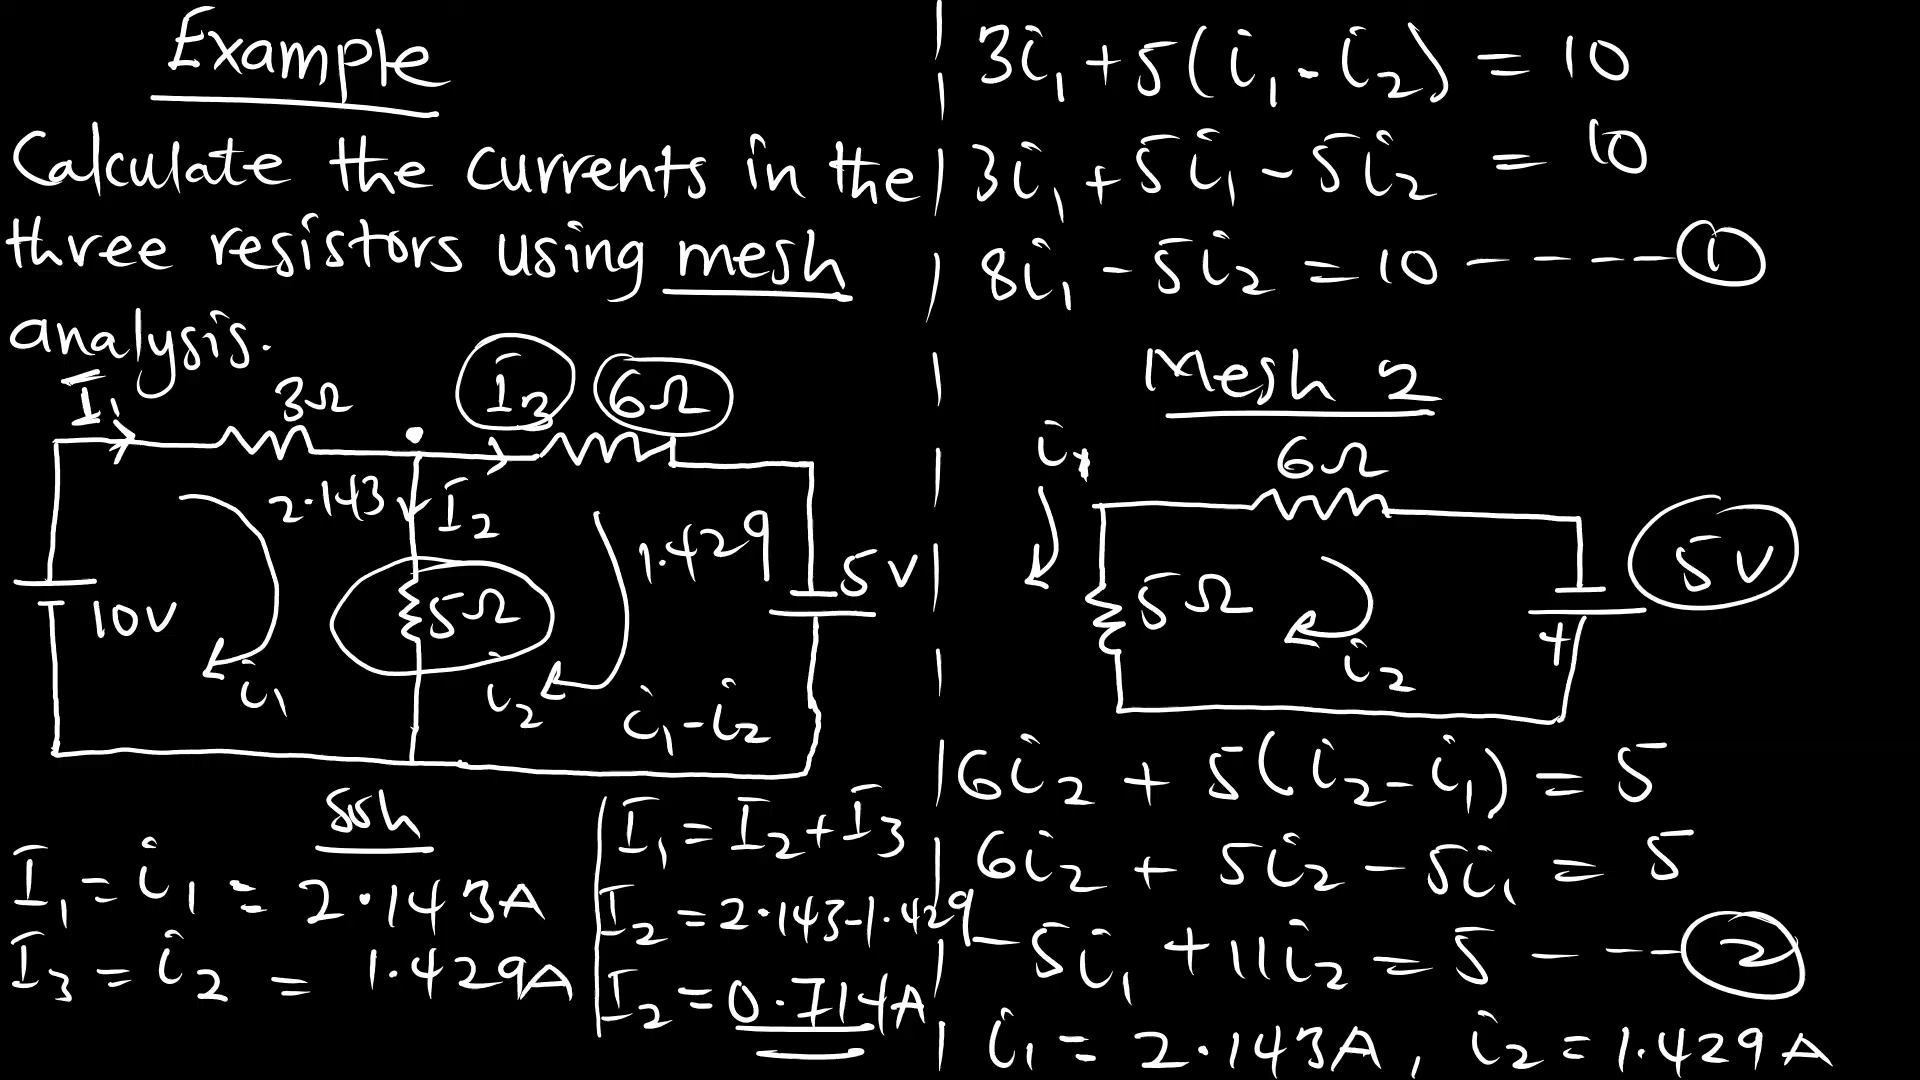 Example
Calculate the currents in the
three resistors using mesh
analysis.
I₁
3Ω
I₃
6Ω
2.143
I₂
1.429
5V
10V
5Ω
i₁
i₂
i₁-i₂
Soln
I₁ = i₁ = 2.143A
I₃ = i₂ = 1.429A
I₁ = I₂+I₃
I₂ = 2.143-1.429
I₂ = 0.714A
3i₁+5(i₁-i₂) = 10
3i₁+5i₁-5i₂ = 10
8i₁-5i₂ = 10 ----- ①
Mesh 2
i₁
6Ω
5Ω
5V
+
i₂
6i₂ + 5(i₂-i₁) = 5
6i₂ + 5i₂ - 5i₁ = 5
-5i₁ + 11i₂ = 5 ---- ②
i₁ = 2.143A, i₂ = 1.429A